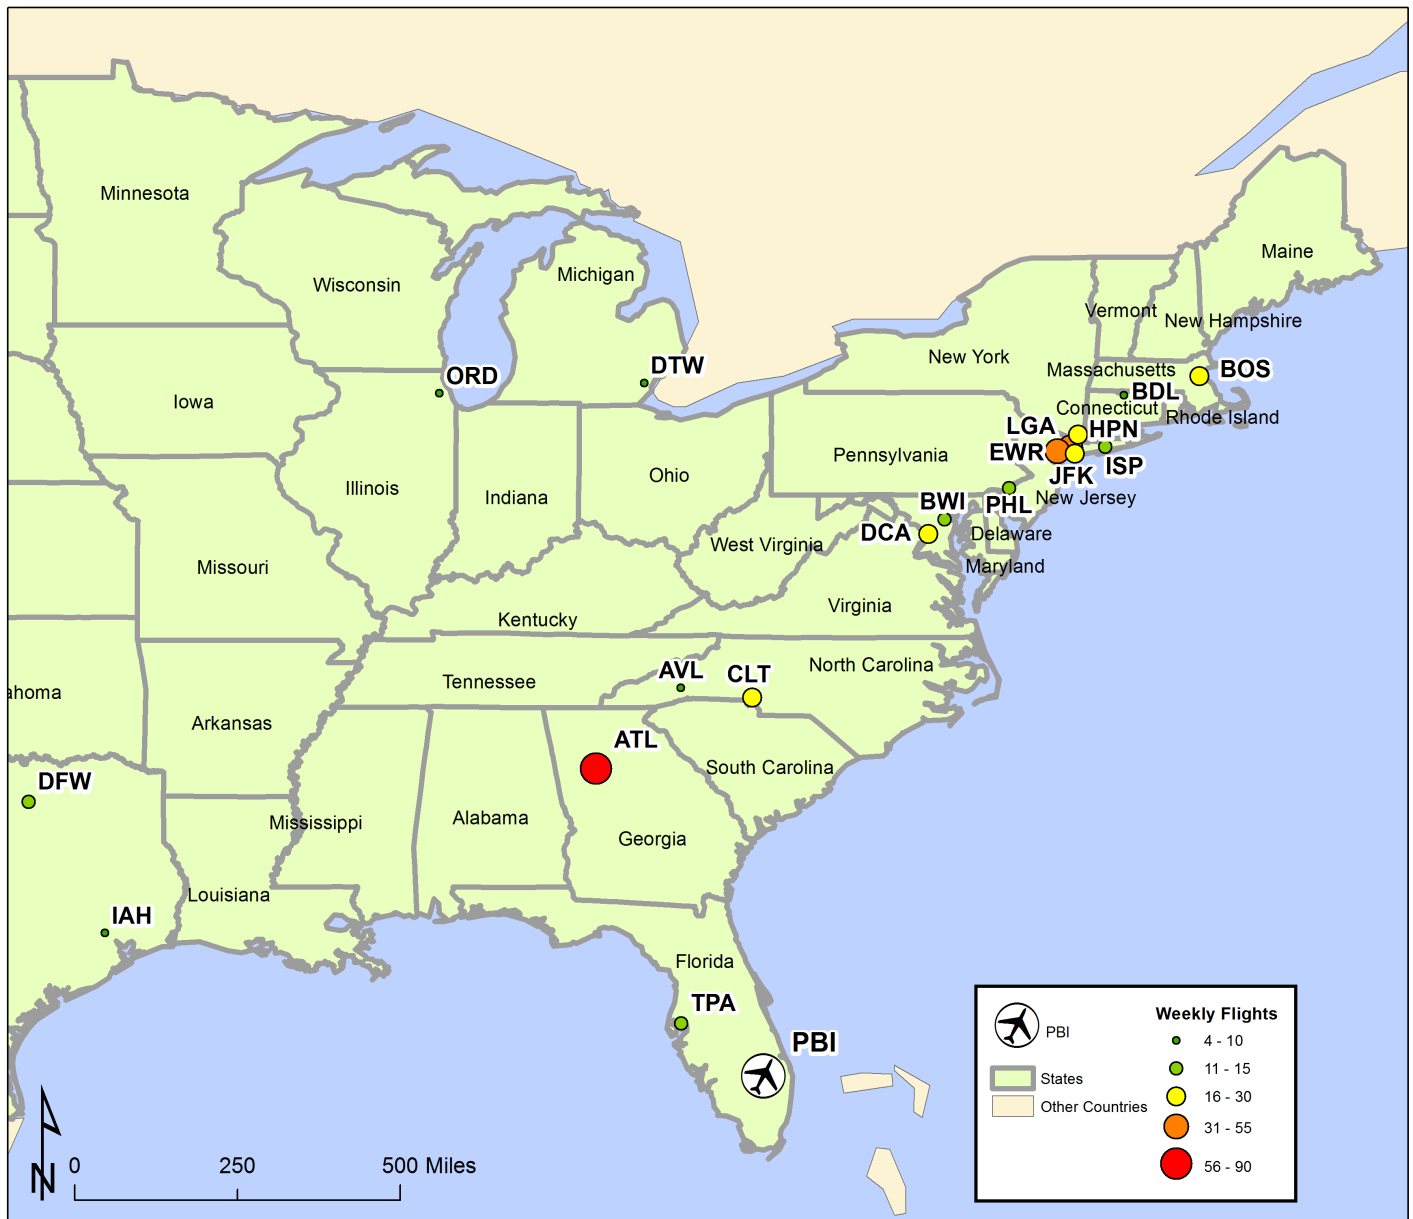 Minnesota
Wisconsin
Michigan
Maine
Vermont
New Hampshire
New York
Massachusetts
BOS
ORD
DTW
BDL
Iowa
Connecticut
Rhode Island
LGA
HPN
EWR
JFK
ISP
Pennsylvania
Illinois
Indiana
Ohio
BWI
PHL
New Jersey
DCA
Delaware
West Virginia
Maryland
Missouri
Virginia
Kentucky
AVL
CLT
North Carolina
Tennessee
ahoma
Arkansas
ATL
South Carolina
DFW
Mississippi
Alabama
Georgia
Louisiana
IAH
Florida
TPA
PBI
N
0 250 500 Miles
PBI
States
Other Countries
Weekly Flights
4 - 10
11 - 15
16 - 30
31 - 55
56 - 90